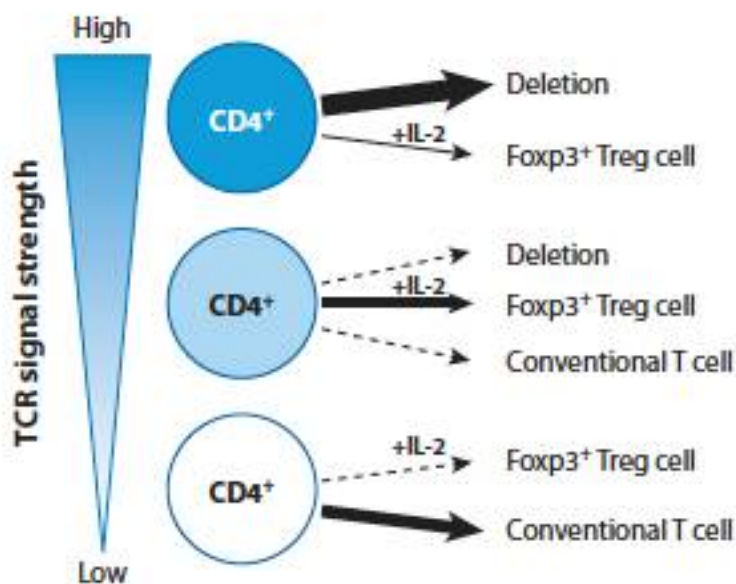 High
TCR signal strength
Low
CD4⁺
+IL-2
Deletion
Foxp3⁺ Treg cell
CD4⁺
+IL-2
Deletion
Foxp3⁺ Treg cell
Conventional T cell
CD4⁺
+IL-2
Foxp3⁺ Treg cell
Conventional T cell